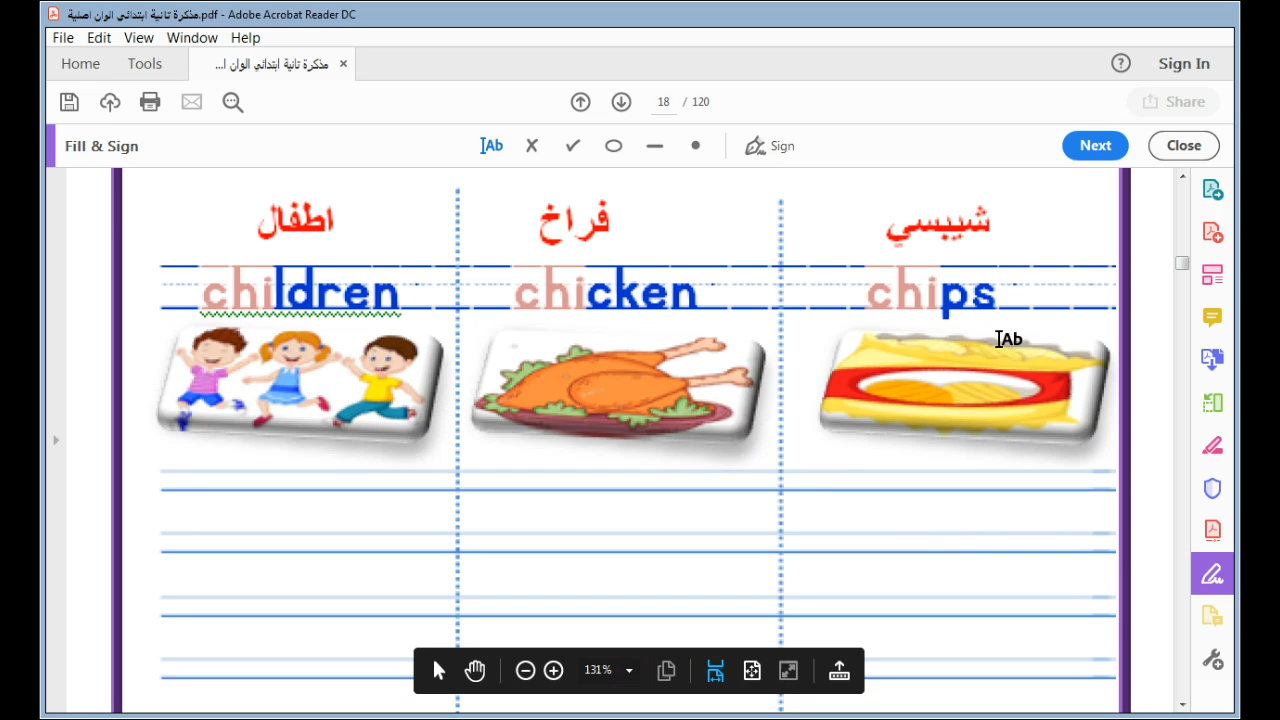 مذكرة تانية ابتدائي الوان اصلية.pdf - Adobe Acrobat Reader DC
File Edit View Window Help
Home Tools مذكرة تانية ابتدائي الوان ا... × Sign In
18 / 120 Share
Fill & Sign Ab Sign Next Close
اطفال فراخ شيبسي
children chicken chips
Ab
131%